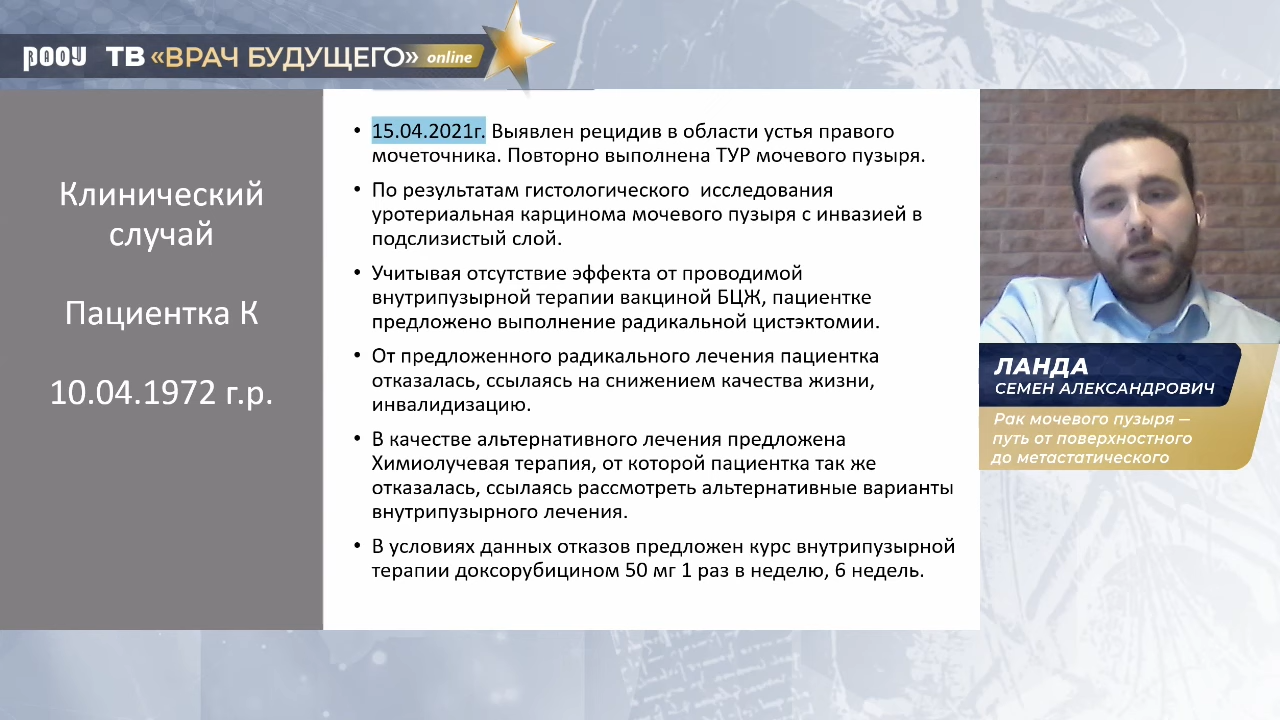 РООУ ТВ «ВРАЧ БУДУЩЕГО» online
Клинический
случай
Пациентка К
10.04.1972 г.р.
• 15.04.2021г. Выявлен рецидив в области устья правого
мочеточника. Повторно выполнена ТУР мочевого пузыря.
• По результатам гистологического исследования
уротериальная карцинома мочевого пузыря с инвазией в
подслизистый слой.
• Учитывая отсутствие эффекта от проводимой
внутрипузырной терапии вакциной БЦЖ, пациентке
предложено выполнение радикальной цистэктомии.
• От предложенного радикального лечения пациентка
отказалась, ссылаясь на снижением качества жизни,
инвалидизацию.
• В качестве альтернативного лечения предложена
Химиолучевая терапия, от которой пациентка так же
отказалась, ссылаясь рассмотреть альтернативные варианты
внутрипузырного лечения.
• В условиях данных отказов предложен курс внутрипузырной
терапии доксорубицином 50 мг 1 раз в неделю, 6 недель.
ЛАНДА
СЕМЕН АЛЕКСАНДРОВИЧ
Рак мочевого пузыря —
путь от поверхностного
до метастатического